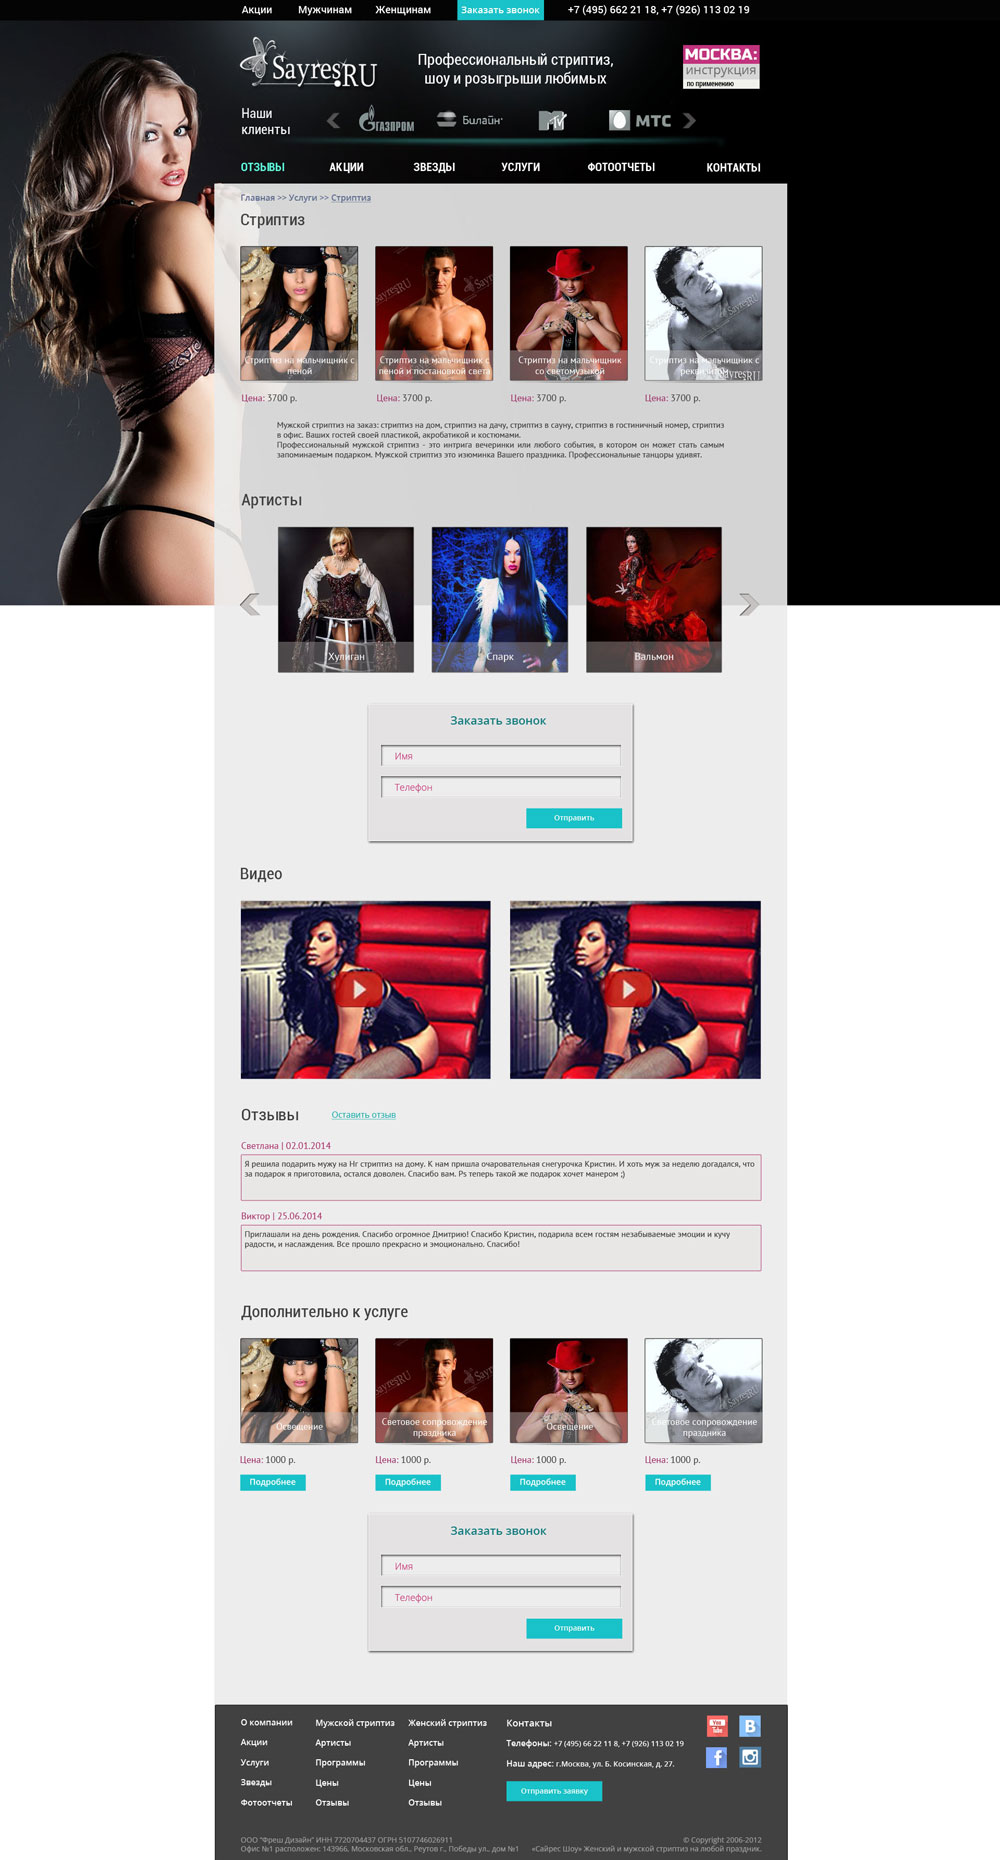 Акции Мужчинам Женщинам Заказать звонок +7 (495) 662 21 18, +7 (926) 113 02 19
Sayres.RU
Профессиональный стриптиз,
шоу и розыгрыши любимых
МОСКВА:
инструкция
по применению
Наши
клиенты
ГАЗПРОМ Билайн MTV МТС
ОТЗЫВЫ АКЦИИ ЗВЕЗДЫ УСЛУГИ ФОТООТЧЕТЫ КОНТАКТЫ
Главная >> Услуги >> Стриптиз
Стриптиз
Стриптиз на мальчищник с
пеной
Стриптиз на мальчищник с
пеной и постановкой света
Стриптиз на мальчищник
со светомузыкой
Стриптиз на мальчищник с
реквизитом
SayresRU
Цена: 3700 р. Цена: 3700 р. Цена: 3700 р. Цена: 3700 р.
Мужской стриптиз на заказ: стриптиз на дом, стриптиз на дачу, стриптиз в сауну, стриптиз в гостиничный номер, стриптиз
в офис. Ваших гостей своей пластикой, акробатикой и костюмами.
Профессиональный мужской стриптиз - это интрига вечеринки или любого события, в котором он может стать самым
запоминаемым подарком. Мужской стриптиз это изюминка Вашего праздника. Профессиональные танцоры удивят.
Артисты
Хулиган Спарк Вальмон
Заказать звонок
Имя
Телефон
Отправить
Видео
Отзывы Оставить отзыв
Светлана | 02.01.2014
Я решила подарить мужу на Нг стриптиз на дому. К нам пришла очаровательная снегурочка Кристин. И хоть муж за неделю догадался, что
за подарок я приготовила, остался доволен. Спасибо вам. Ps теперь такой же подарок хочет манером ;)
Виктор | 25.06.2014
Приглашали на день рождения. Спасибо огромное Дмитрию! Спасибо Кристин, подарила всем гостям незабываемые эмоции и кучу
радости, и наслаждения. Все прошло прекрасно и эмоционально. Спасибо!
Дополнительно к услуге
Освещение
Световое сопровождение
праздника
Освещение
Световое сопровождение
праздника
Цена: 1000 р. Цена: 1000 р. Цена: 1000 р. Цена: 1000 р.
Подробнее Подробнее Подробнее Подробнее
Заказать звонок
Имя
Телефон
Отправить
О компании Мужской стриптиз Женский стриптиз Контакты
Акции Артисты Артисты Телефоны: +7 (495) 66 22 11 8, +7 (926) 113 02 19
Услуги Программы Программы Наш адрес: г.Москва, ул. Б. Косинская, д. 27.
Звезды Цены Цены Отправить заявку
Фотоотчеты Отзывы Отзывы
You Tube
В
f
ООО "Фреш Дизайн" ИНН 7720704437 ОГРН 5107746026911 © Copyright 2006-2012
Офис №1 расположен: 143966, Московская обл., Реутов г., Победы ул., дом №1 «Сайрес Шоу» Женский и мужской стриптиз на любой праздник.